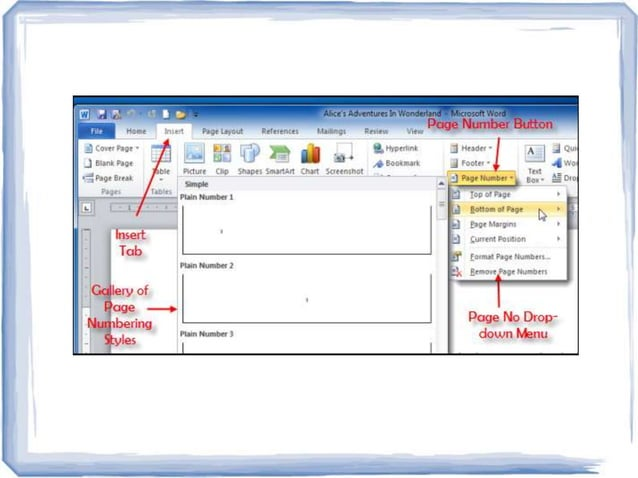 Alice's Adventures In Wonderland - Microsoft Word
Page Number Button
File Home Insert Page Layout References Mailings Review View
Cover Page
Blank Page
Page Break
Pages
Table
Tables
Picture Clip Shapes SmartArt Chart Screenshot
Hyperlink
Bookmark
Header
Footer
Page Number
Text
Box
Simple
Plain Number 1
Plain Number 2
Plain Number 3
Top of Page
Bottom of Page
Page Margins
Current Position
Format Page Numbers...
Remove Page Numbers
Insert
Tab
Gallery of
Page
Numbering
Styles
Page No Drop-
down Menu